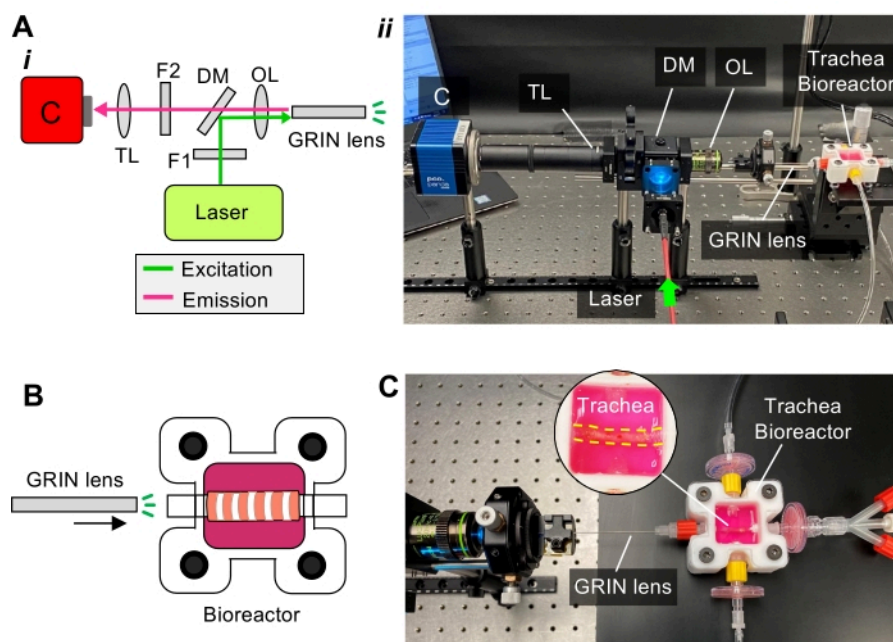 A
i
ii
C
TL
F2
DM
OL
F1
GRIN lens
Laser
Excitation
Emission
C
TL
DM
OL
Trachea
Bioreactor
GRIN lens
Laser
B
GRIN lens
Bioreactor
C
Trachea
Trachea
Bioreactor
GRIN lens